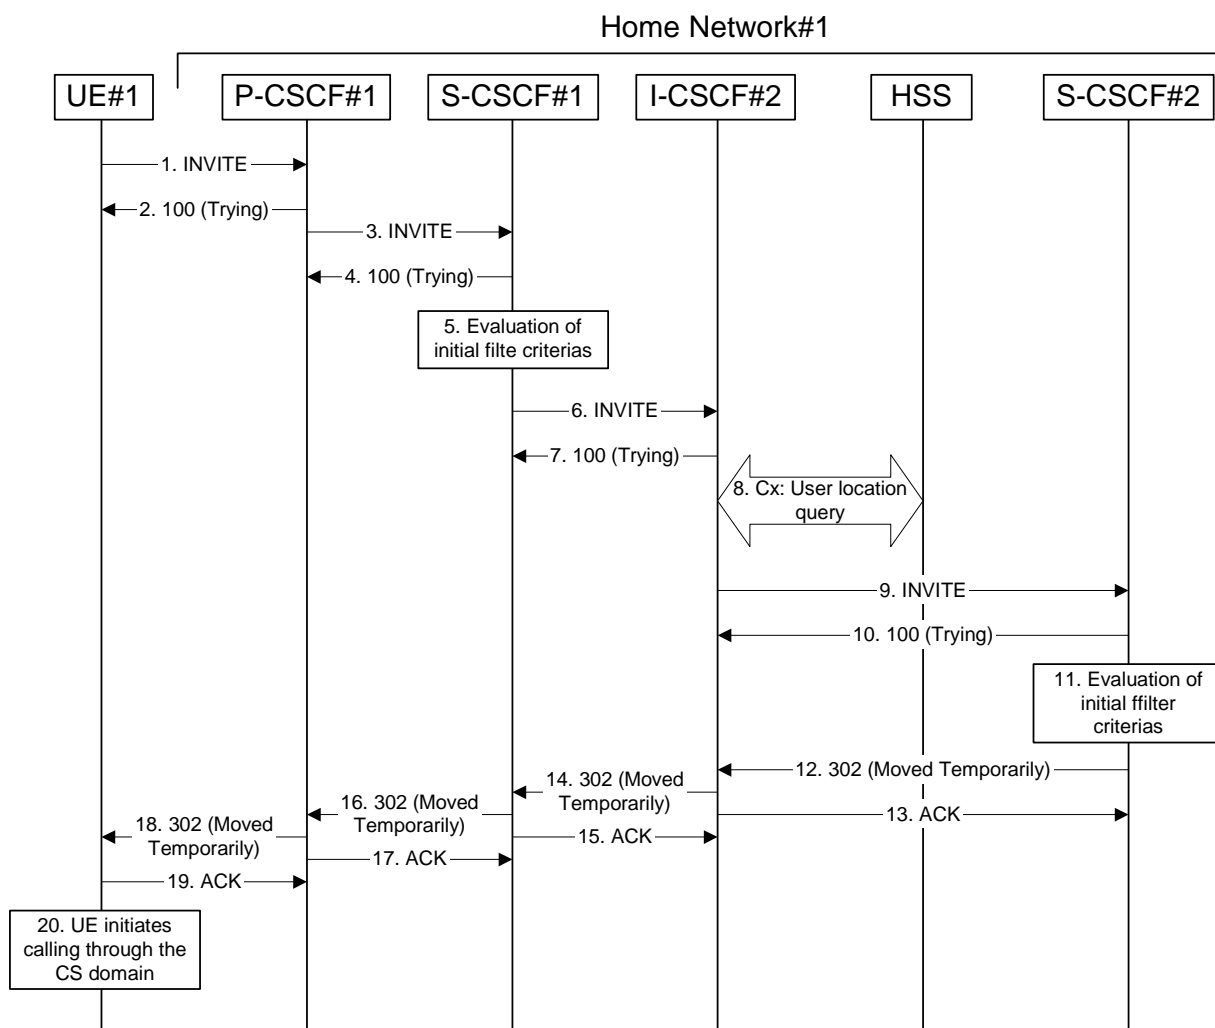 Home Network#1
UE#1
P-CSCF#1
S-CSCF#1
I-CSCF#2
HSS
S-CSCF#2
1. INVITE
2. 100 (Trying)
3. INVITE
4. 100 (Trying)
5. Evaluation of
initial filte criterias
6. INVITE
7. 100 (Trying)
8. Cx: User location
query
9. INVITE
10. 100 (Trying)
11. Evaluation of
initial ffilter
criterias
12. 302 (Moved Temporarily)
13. ACK
14. 302 (Moved
Temporarily)
15. ACK
16. 302 (Moved
Temporarily)
17. ACK
18. 302 (Moved
Temporarily)
19. ACK
20. UE initiates
calling through the
CS domain